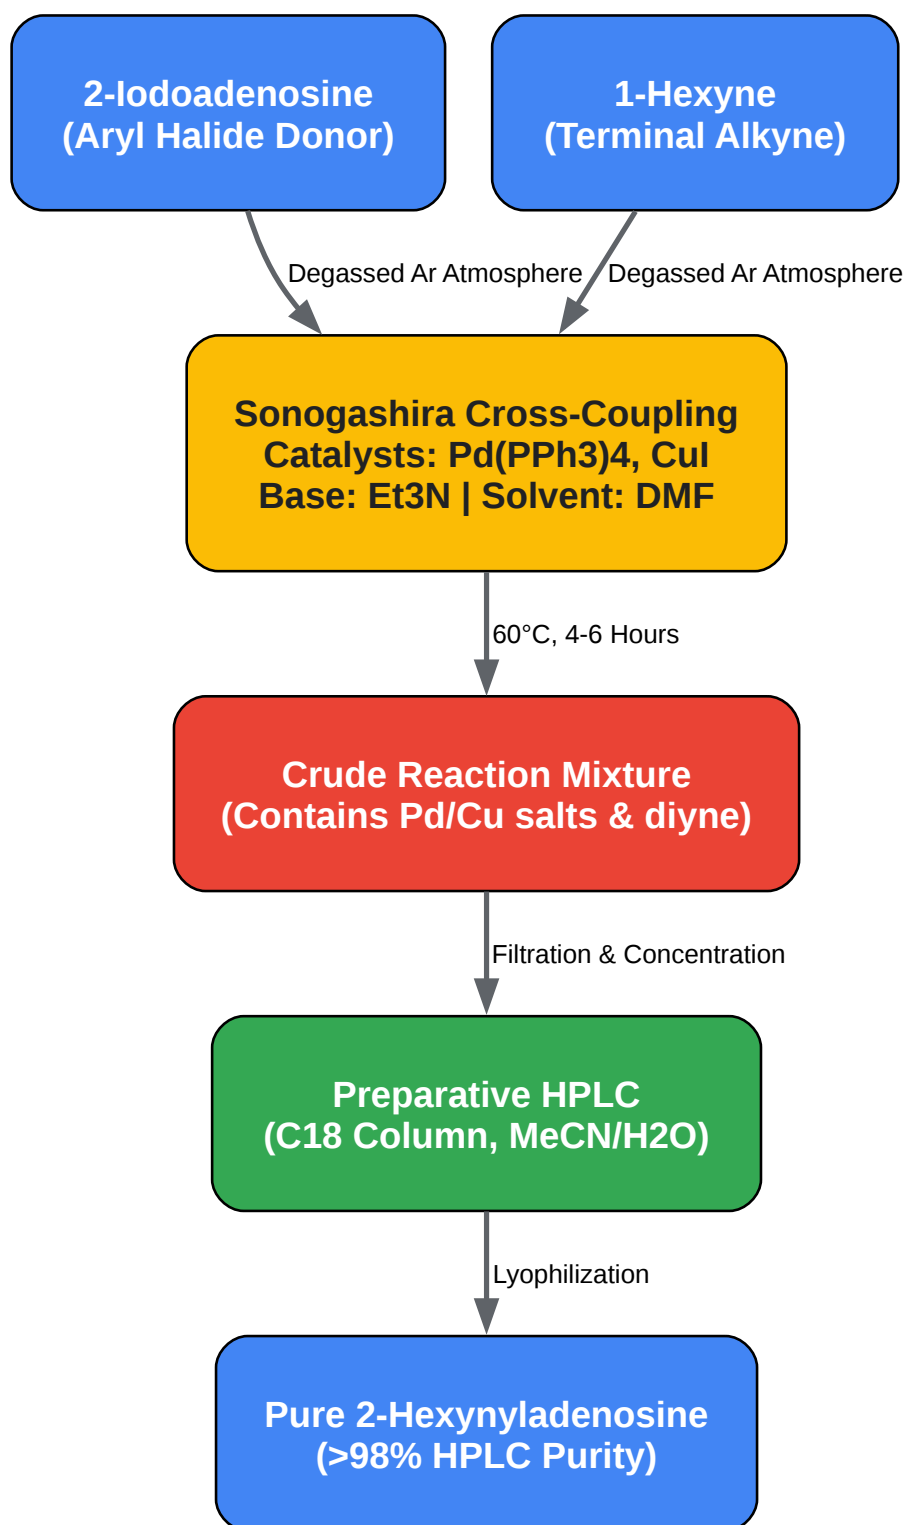 2-Iodoadenosine
(Aryl Halide Donor)
1-Hexyne
(Terminal Alkyne)
Degassed Ar Atmosphere
Degassed Ar Atmosphere
Sonogashira Cross-Coupling
Catalysts: Pd(PPh3)4, CuI
Base: Et3N | Solvent: DMF
60°C, 4-6 Hours
Crude Reaction Mixture
(Contains Pd/Cu salts & diyne)
Filtration & Concentration
Preparative HPLC
(C18 Column, MeCN/H2O)
Lyophilization
Pure 2-Hexynyladenosine
(>98% HPLC Purity)